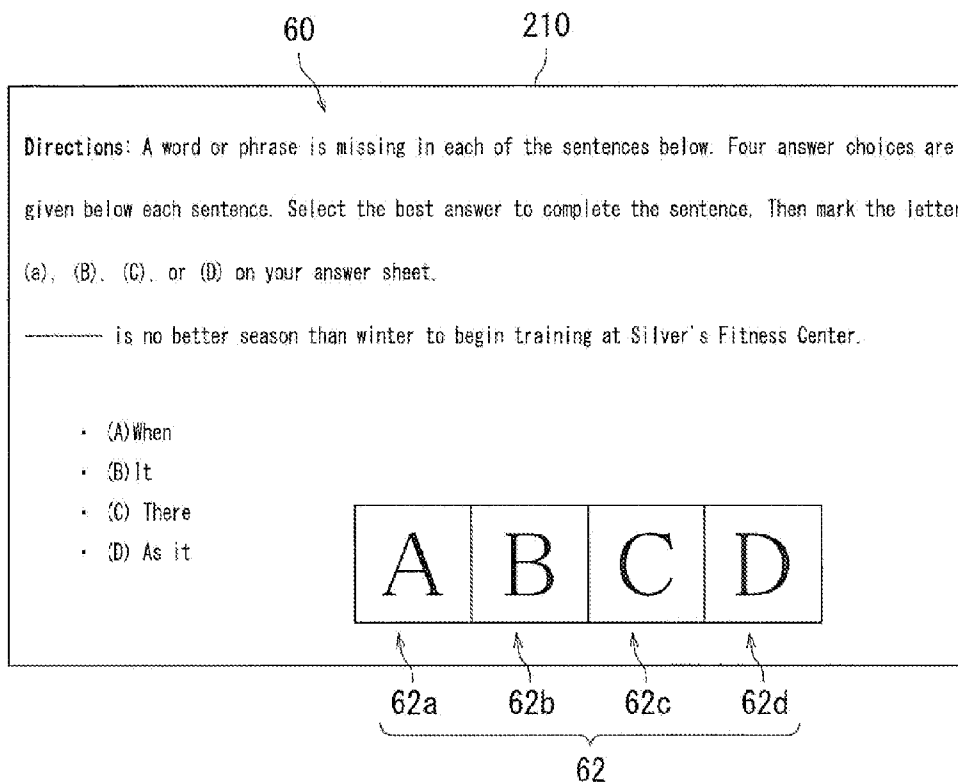 60 210
Directions: A word or phrase is missing in each of the sentences below. Four answer choices are
given below each sentence. Select the best answer to complete the sentence. Then mark the letter
(a), (B), (C), or (D) on your answer sheet.
———— is no better season than winter to begin training at Silver's Fitness Center.
・ (A)When
・ (B)It
・ (C) There
・ (D) As it
A B C D
62a 62b 62c 62d
62